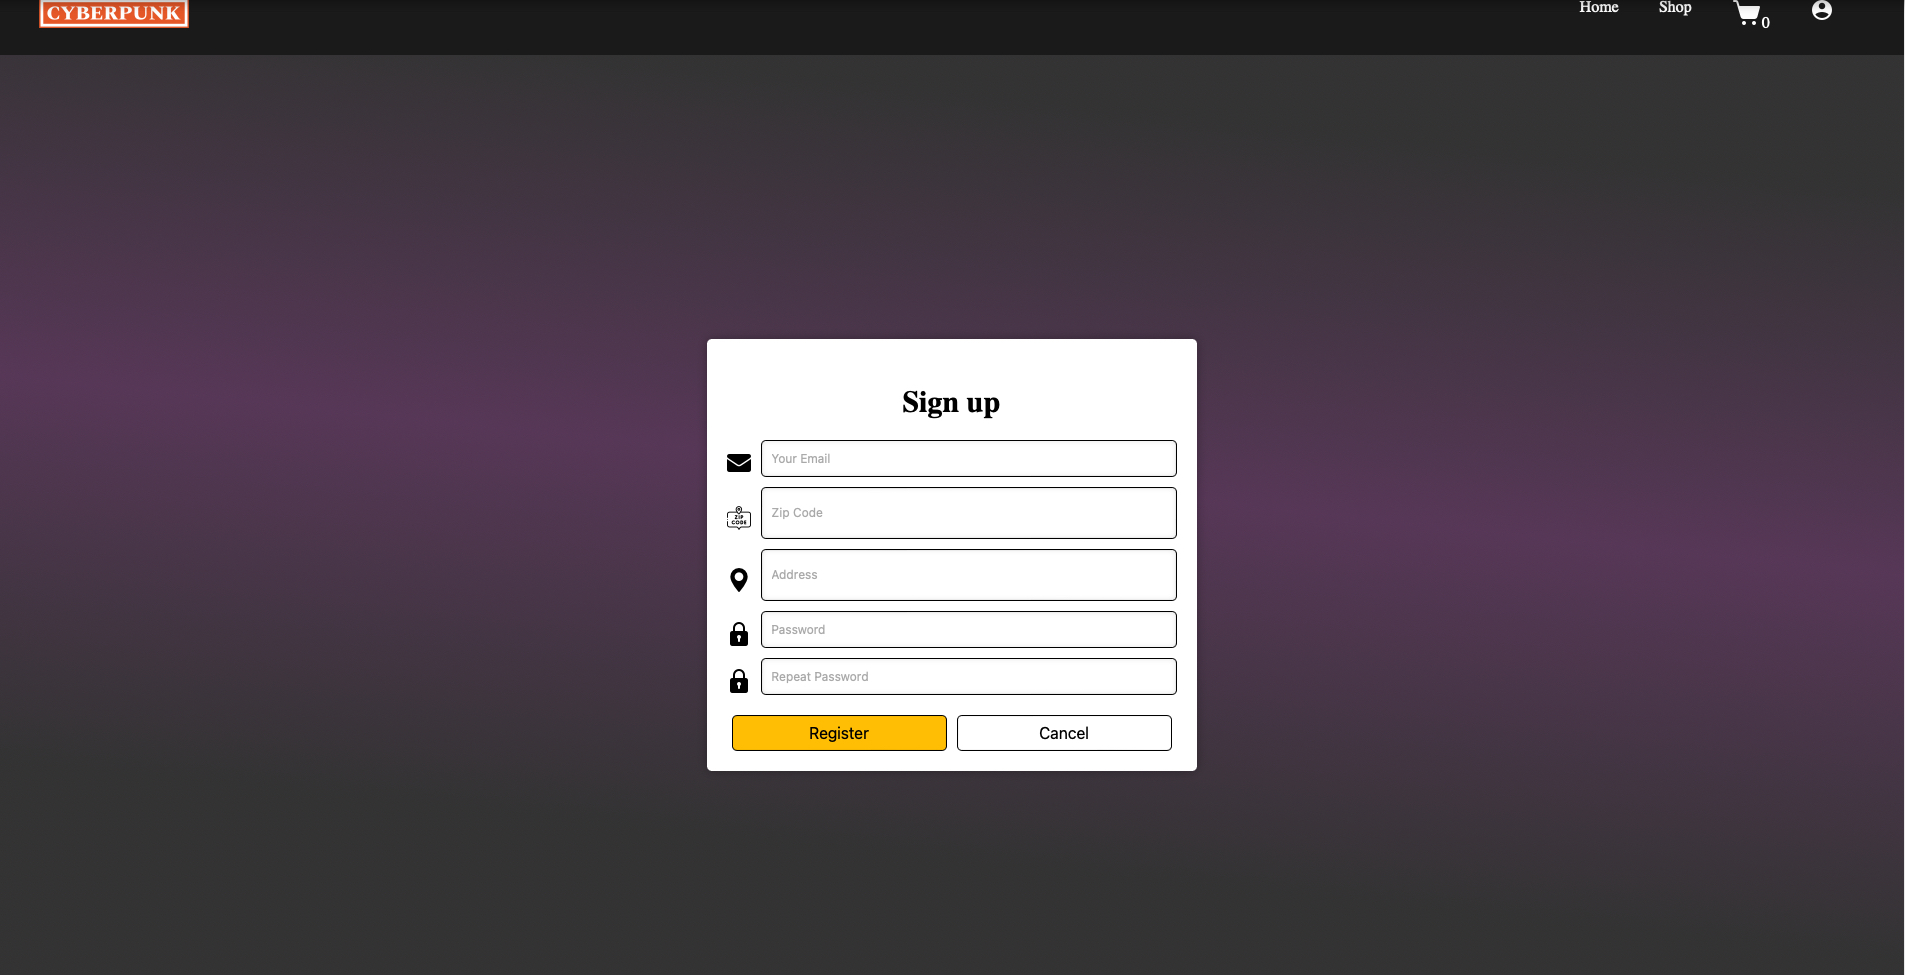 CYBERPUNK
Home
Shop
0
Sign up
Your Email
ZIP
CODE
Zip Code
Address
Password
Repeat Password
Register
Cancel